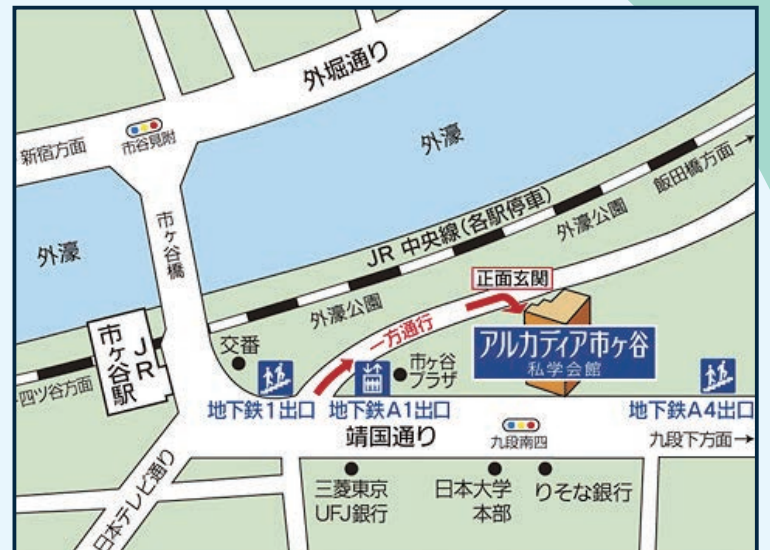 外堀通り
新宿方面
市谷見附
外濠
飯田橋方面→
市ヶ谷橋
JR 中央線(各駅停車)
外濠公園
外濠
正面玄関
外濠公園
一方通行
アルカディア市ヶ谷
私学会館
JR
市ヶ谷駅
交番
市ヶ谷
プラザ
四ツ谷方面
地下鉄1出口
地下鉄A1出口
地下鉄A4出口
靖国通り
九段南四
九段下方面→
日本テレビ通り
三菱東京
UFJ銀行
日本大学
本部
りそな銀行